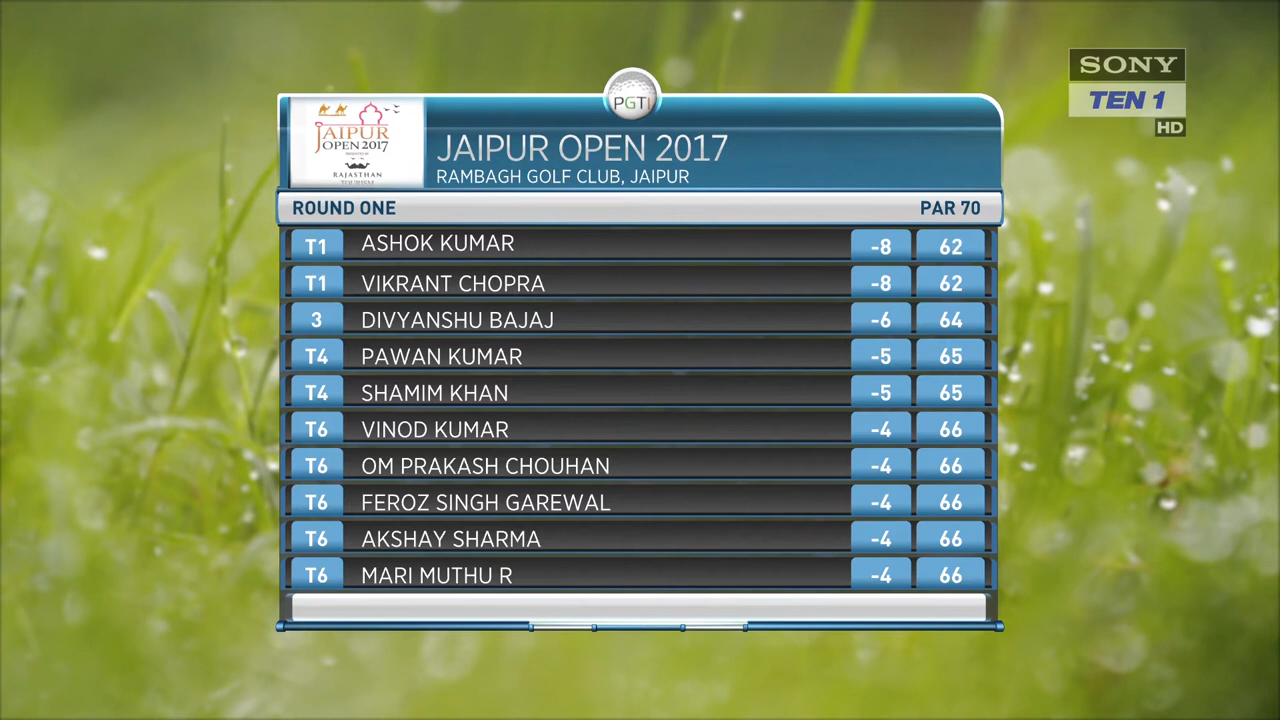 SONY
TEN 1
HD
PGTI
JAIPUR
OPEN 2017
PRESENTED BY
RAJASTHAN
TOURISM
JAIPUR OPEN 2017
RAMBAGH GOLF CLUB, JAIPUR
ROUND ONE PAR 70
T1 ASHOK KUMAR -8 62
T1 VIKRANT CHOPRA -8 62
3 DIVYANSHU BAJAJ -6 64
T4 PAWAN KUMAR -5 65
T4 SHAMIM KHAN -5 65
T6 VINOD KUMAR -4 66
T6 OM PRAKASH CHOUHAN -4 66
T6 FEROZ SINGH GAREWAL -4 66
T6 AKSHAY SHARMA -4 66
T6 MARI MUTHU R -4 66